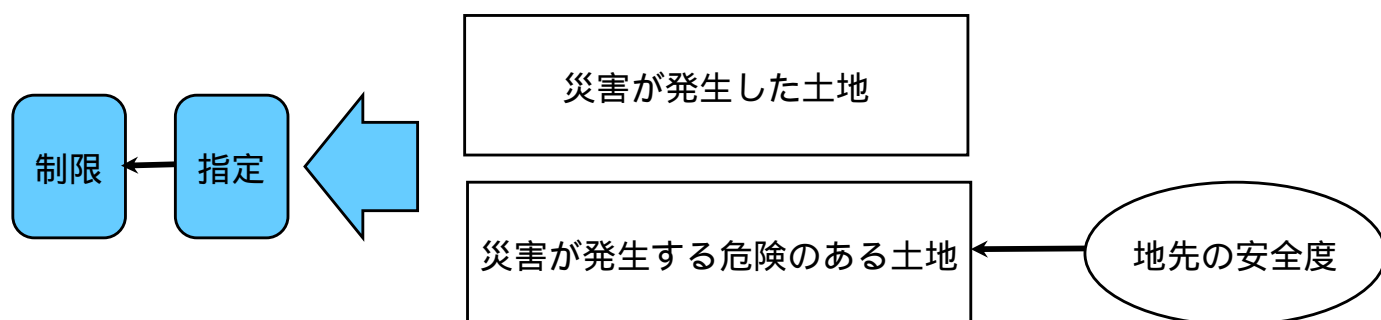 災害が発生した土地
制限
指定
災害が発生する危険のある土地
地先の安全度